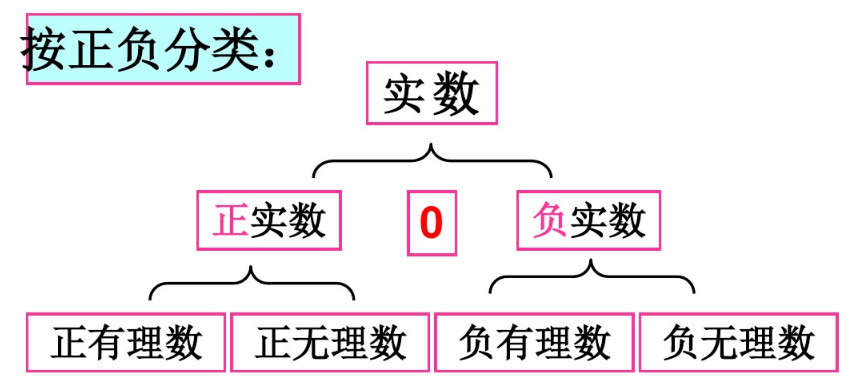 按正负分类：
实数
正实数
0
负实数
正有理数
正无理数
负有理数
负无理数